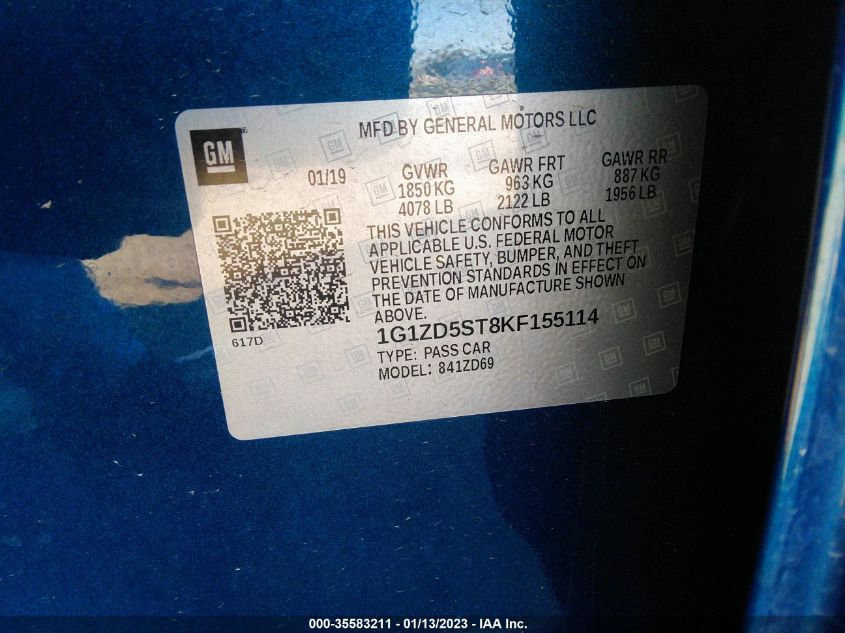 MFD BY GENERAL MOTORS LLC
GM
01/19
GVWR GAWR FRT GAWR RR
1850 KG 963 KG 887 KG
4078 LB 2122 LB 1956 LB
THIS VEHICLE CONFORMS TO ALL
APPLICABLE U.S. FEDERAL MOTOR
VEHICLE SAFETY, BUMPER, AND THEFT
PREVENTION STANDARDS IN EFFECT ON
THE DATE OF MANUFACTURE SHOWN
ABOVE.
617D
1G1ZD5ST8KF155114
TYPE: PASS CAR
MODEL: 841ZD69
000-35583211 - 01/13/2023 - IAA Inc.